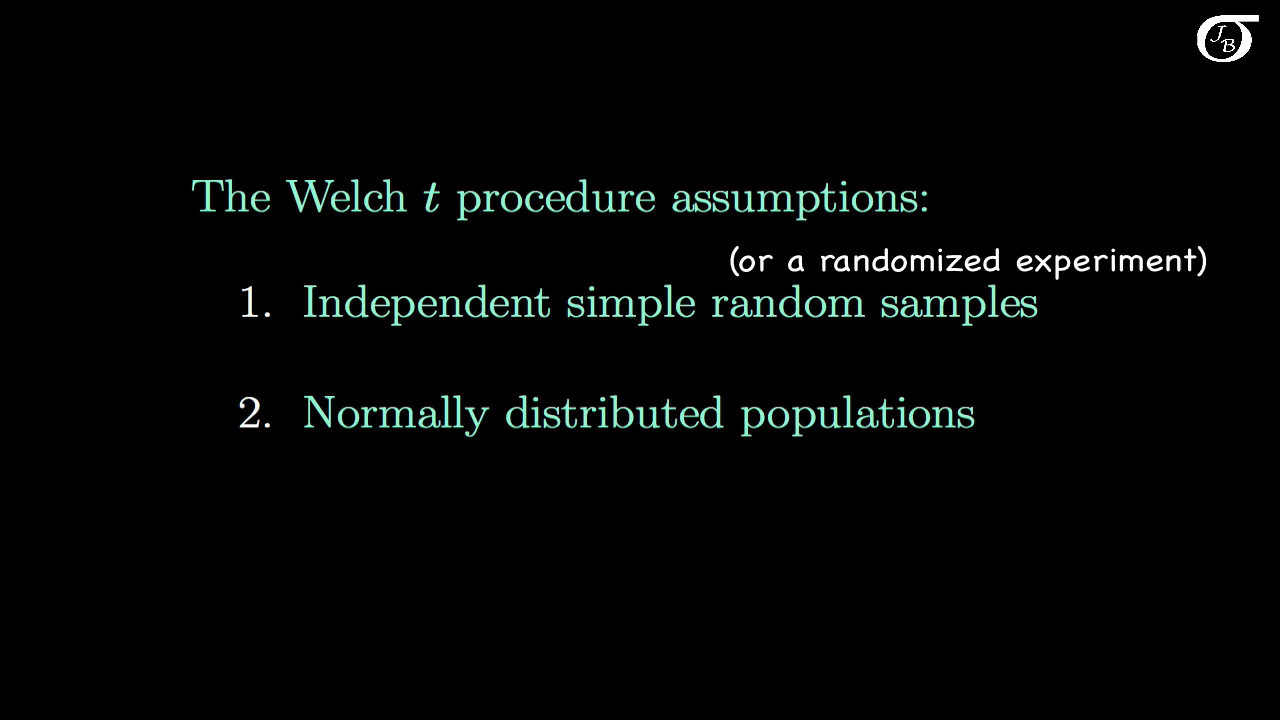 J
B
The Welch t procedure assumptions:
(or a randomized experiment)
1. Independent simple random samples
2. Normally distributed populations